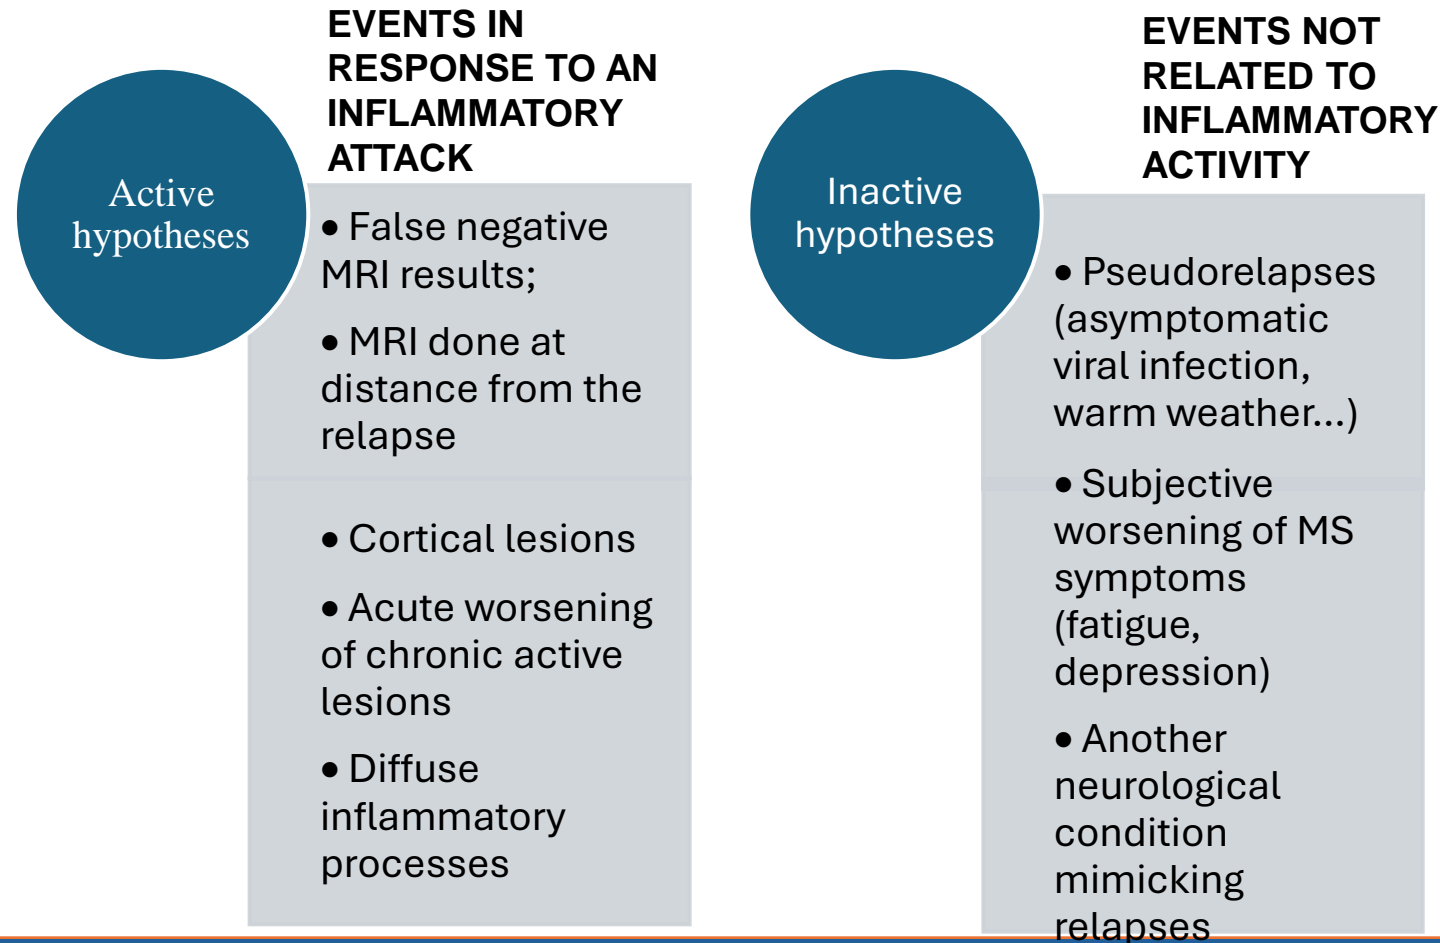 EVENTS IN
RESPONSE TO AN
INFLAMMATORY
ATTACK
Active
hypotheses
• False negative
MRI results;
• MRI done at
distance from the
relapse
• Cortical lesions
• Acute worsening
of chronic active
lesions
• Diffuse
inflammatory
processes
EVENTS NOT
RELATED TO
INFLAMMATORY
ACTIVITY
Inactive
hypotheses
• Pseudorelapses
(asymptomatic
viral infection,
warm weather...)
• Subjective
worsening of MS
symptoms
(fatigue,
depression)
• Another
neurological
condition
mimicking
relapses